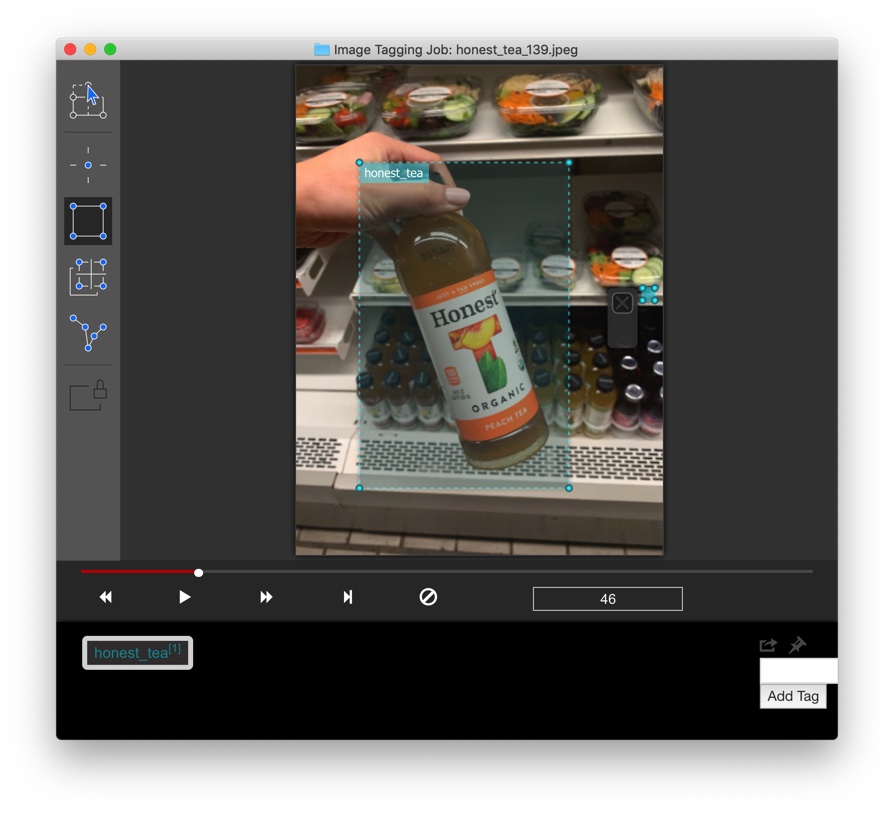 Image Tagging Job: honest_tea_139.jpeg
honest_tea
JUST A TAD SWEET
Honest
T
ORGANIC
PEACH TEA
46
honest_tea[1]
Add Tag